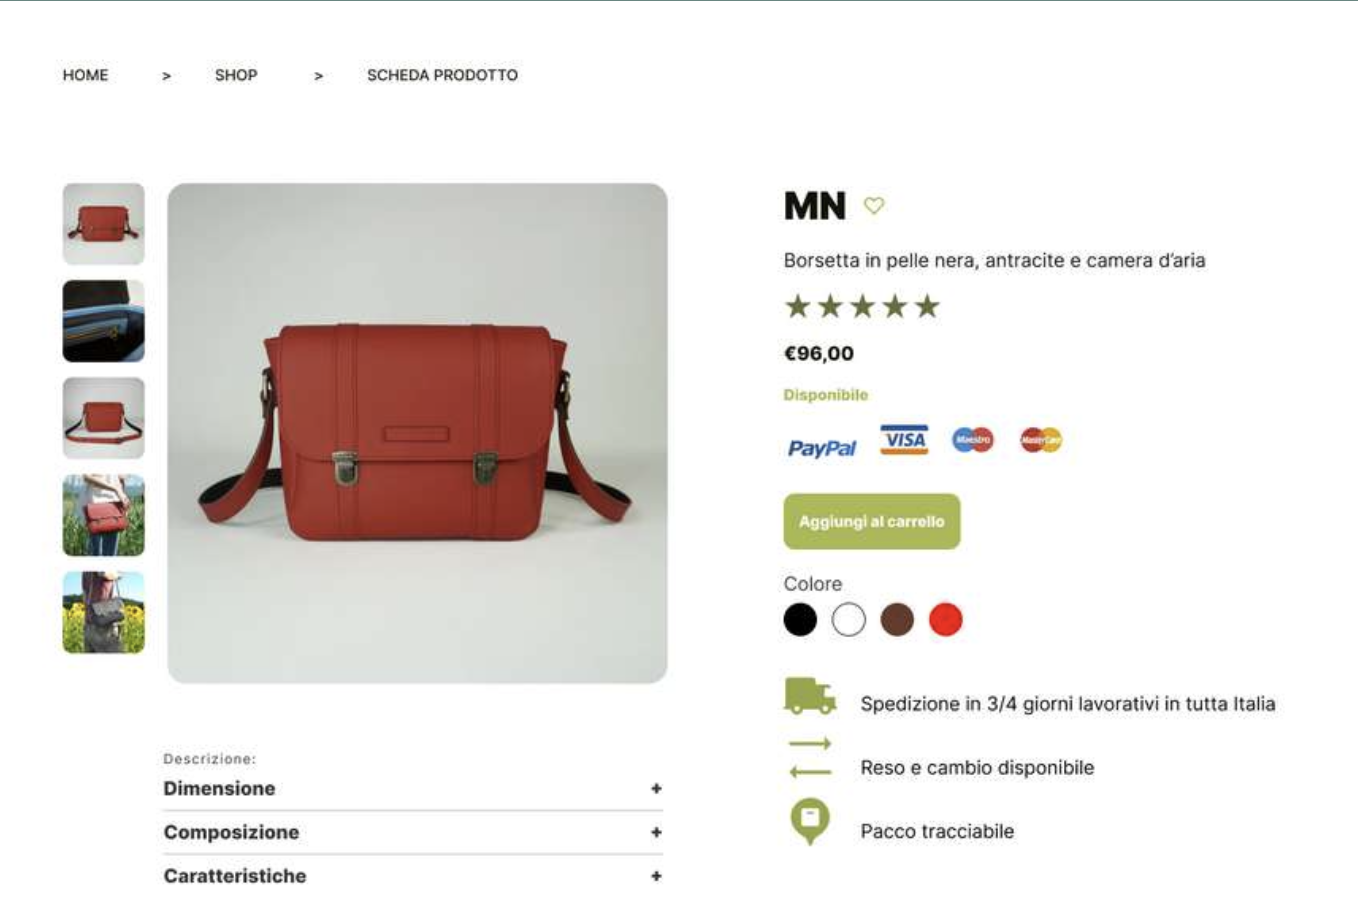 HOME > SHOP > SCHEDA PRODOTTO
MN
Borsetta in pelle nera, antracite e camera d’aria
€96,00
Disponibile
PayPal VISA Maestro MasterCard
Aggiungi al carrello
Colore
Spedizione in 3/4 giorni lavorativi in tutta Italia
Reso e cambio disponibile
Pacco tracciabile
Descrizione:
Dimensione +
Composizione +
Caratteristiche +